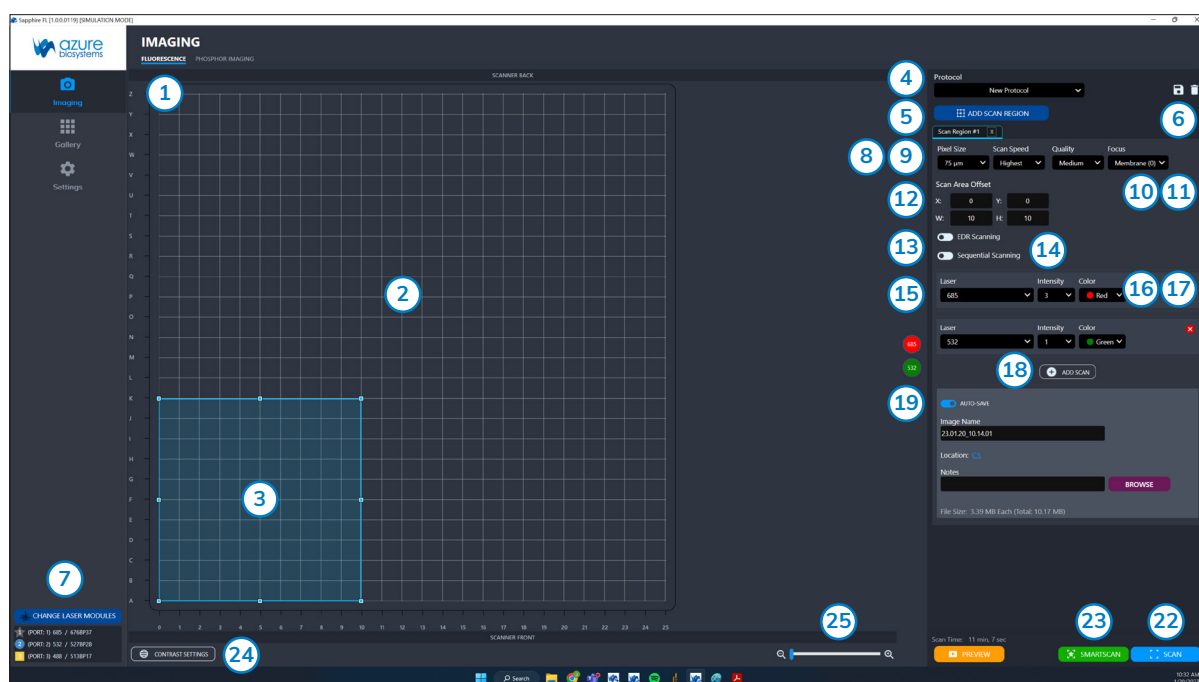 Sapphire FL [1.0.0.0119] [SIMULATION MODE]
azure
biosystems
IMAGING
FLUORESCENCE PHOSPHOR IMAGING
Imaging
Gallery
Settings
SCANNER BACK
1
2
3
Z
Y
X
W
V
U
T
S
R
Q
P
O
N
M
L
K
J
I
H
G
F
E
D
C
B
A
0 1 2 3 4 5 6 7 8 9 10 11 12 13 14 15 16 17 18 19 20 21 22 23 24 25
SCANNER FRONT
4
Protocol
New Protocol
5
ADD SCAN REGION
6
Scan Region #1 x
8 9
Pixel Size Scan Speed Quality Focus
75 µm Highest Medium Membrane (0)
10 11
12
Scan Area Offset
X: 0 Y: 0
W: 10 H: 10
13
EDR Scanning
Sequential Scanning
14
15
Laser Intensity Color
685 3 Red
16 17
Laser Intensity Color
532 1 Green
685
532
18
ADD SCAN
19
AUTO-SAVE
Image Name
23.01.20_10.14.01
Location:
Notes
BROWSE
File Size: 3.39 MB Each (Total: 10.17 MB)
7
CHANGE LASER MODULES
1 (PORT: 1) 685 / 676BP37
2 (PORT: 2) 532 / 527BP28
(PORT: 3) 488 / 513BP17
CONTRAST SETTINGS
24
25
Scan Time: 11 min, 7 sec
PREVIEW
23
SMARTSCAN
22
SCAN
Search
10:32 AM